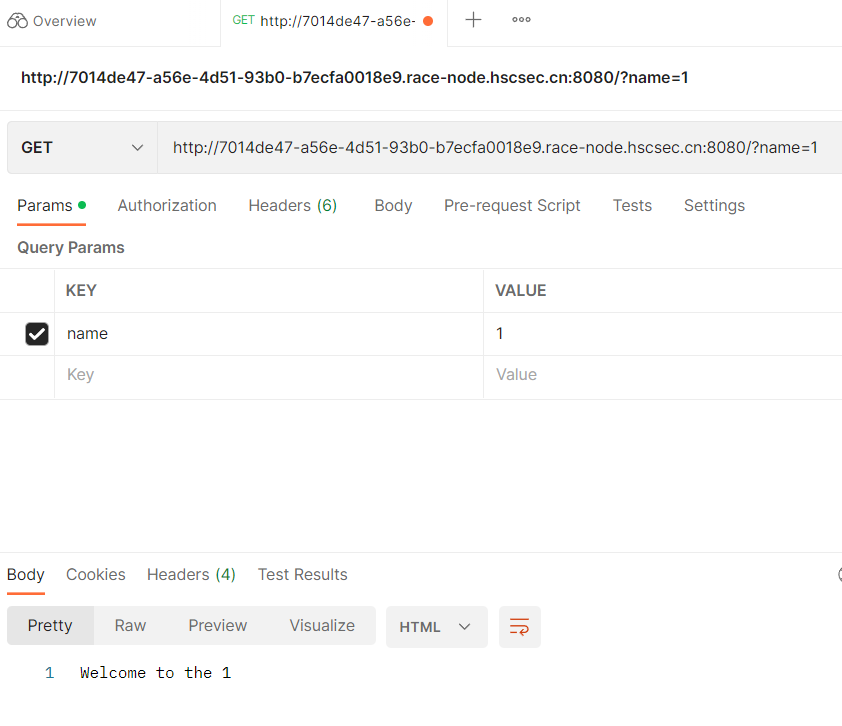 Overview
GET http://7014de47-a56e-
http://7014de47-a56e-4d51-93b0-b7ecfa0018e9.race-node.hscsec.cn:8080/?name=1
GET http://7014de47-a56e-4d51-93b0-b7ecfa0018e9.race-node.hscsec.cn:8080/?name=1
Params Authorization Headers (6) Body Pre-request Script Tests Settings
Query Params
KEY VALUE
name 1
Key Value
Body Cookies Headers (4) Test Results
Pretty Raw Preview Visualize HTML
1 Welcome to the 1